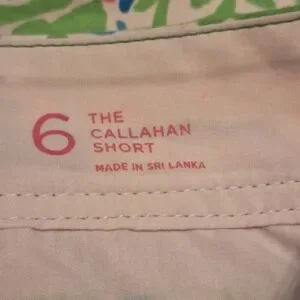 6 THE
CALLAHAN
SHORT
MADE IN SRI LANKA